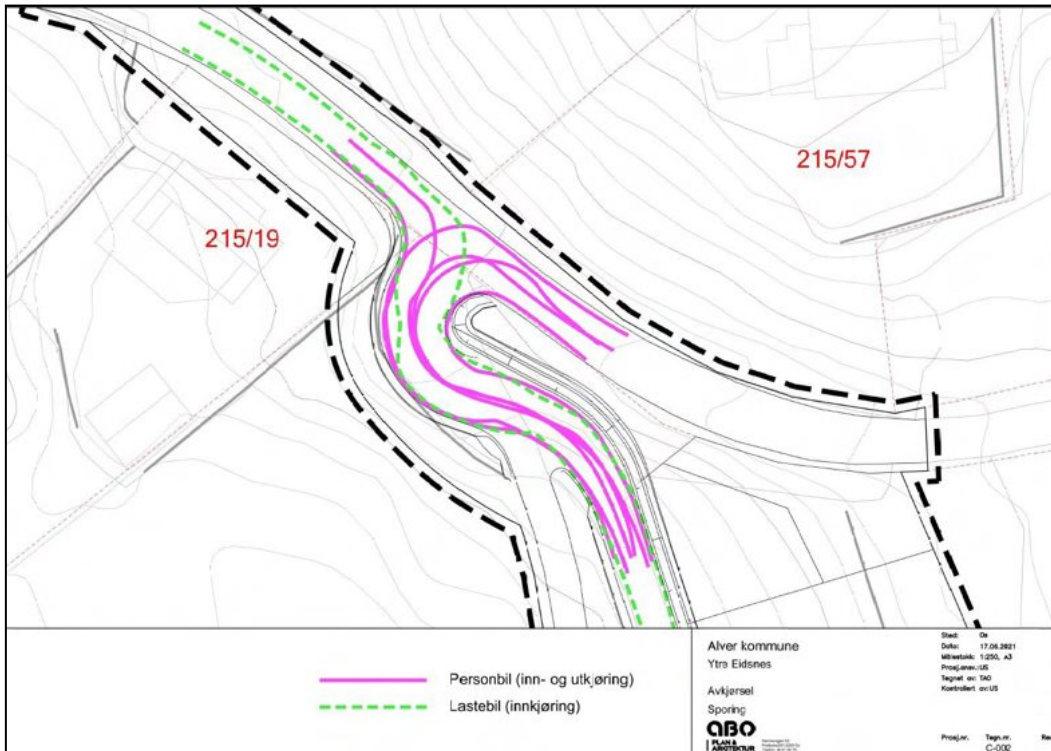 215/57
215/19
Personbil (inn- og utkjøring)
Lastebil (innkjøring)
Alver kommune
Ytre Eidsnes
Avkjørsel
Sporing
ABO
PLAN &
ARKITEKTUR
Sted: Os
Dato: 17.06.2021
Målestokk: 1:250, A3
Prosj.ansv.:US
Tegnet av: TAO
Kontrollert av:US
Prosj.nr. Tegn.nr. Rev
C-002